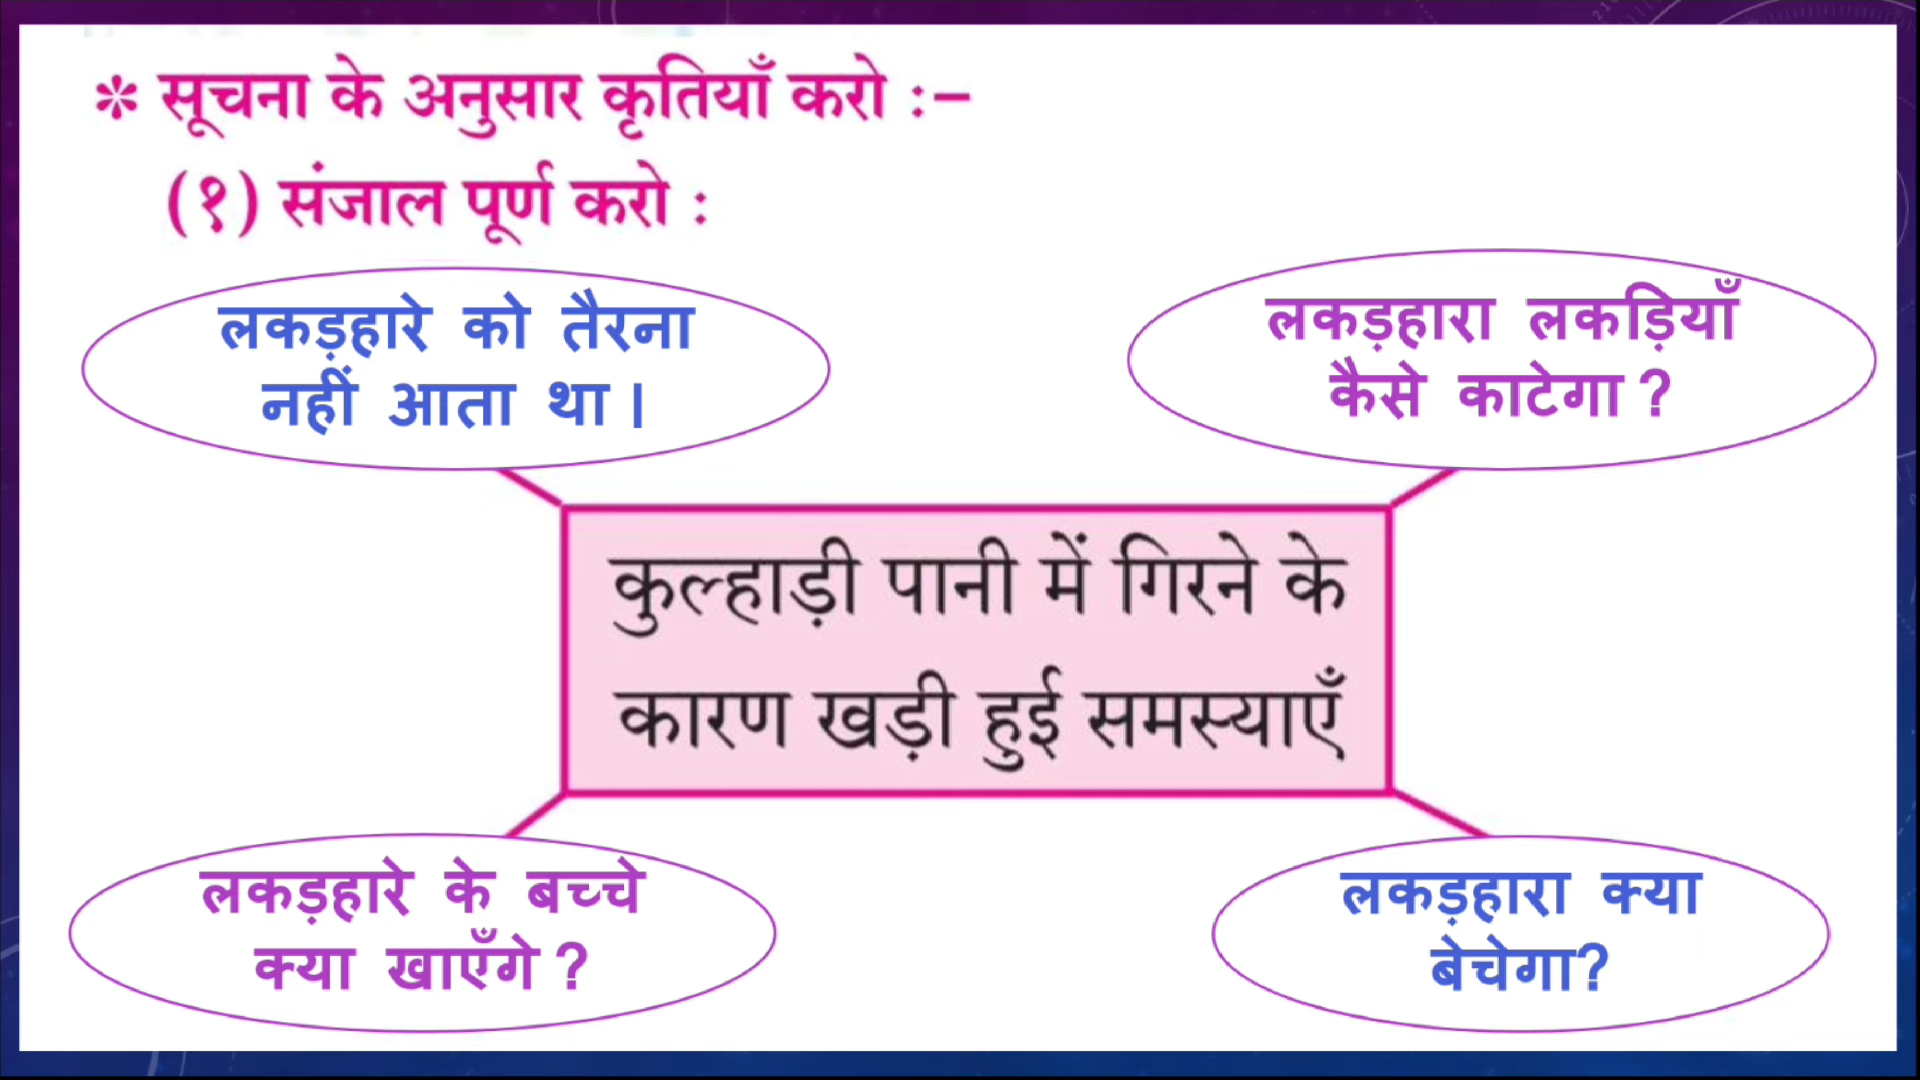 * सूचना के अनुसार कृतियाँ करो :–
(१) संजाल पूर्ण करो :
लकड़हारे को तैरना
नहीं आता था।
लकड़हारा लकड़ियाँ
कैसे काटेगा ?
कुल्हाड़ी पानी में गिरने के
कारण खड़ी हुई समस्याएँ
लकड़हारे के बच्चे
क्या खाएँगे ?
लकड़हारा क्या
बेचेगा?